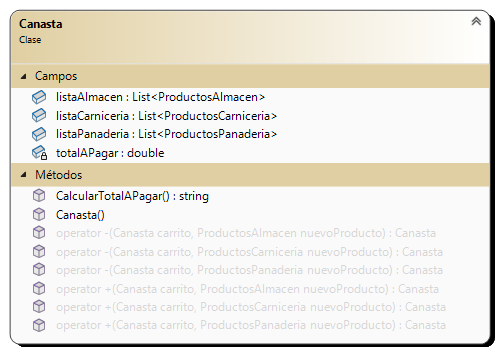 Canasta
Clase
Campos
listaAlmacen : List<ProductosAlmacen>
listaCarniceria : List<ProductosCarniceria>
listaPanaderia : List<ProductosPanaderia>
totalAPagar : double
Métodos
CalcularTotalAPagar() : string
Canasta()
operator -(Canasta carrito, ProductosAlmacen nuevoProducto) : Canasta
operator -(Canasta carrito, ProductosCarniceria nuevoProducto) : Canasta
operator -(Canasta carrito, ProductosPanaderia nuevoProducto) : Canasta
operator +(Canasta carrito, ProductosAlmacen nuevoProducto) : Canasta
operator +(Canasta carrito, ProductosCarniceria nuevoProducto) : Canasta
operator +(Canasta carrito, ProductosPanaderia nuevoProducto) : Canasta